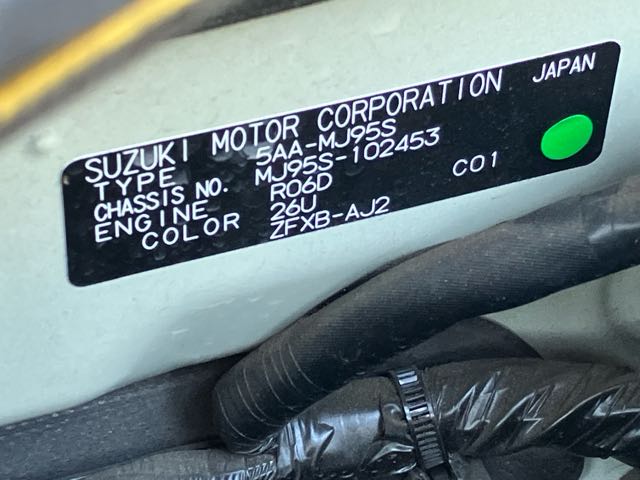 SUZUKI MOTOR CORPORATION JAPAN
TYPE 5AA-MJ95S
CHASSIS NO. MJ95S-102453
ENGINE R06D C01
COLOR 26U
ZFXB-AJ2